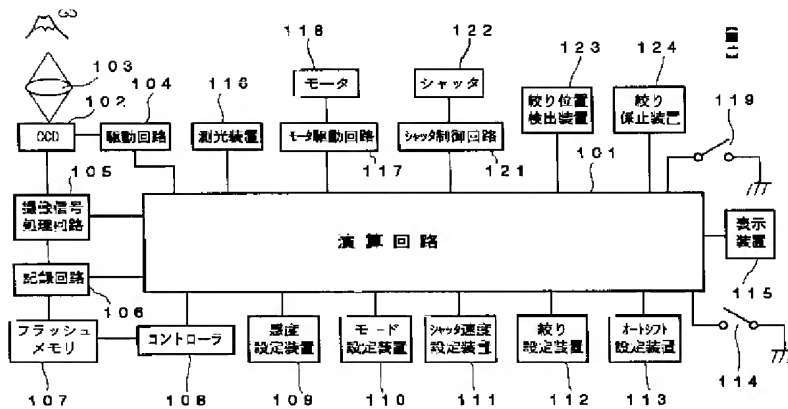 【図1】
118
122
123
124
103
104
116
モータ
シャッタ
102
絞り位置
検出装置
絞り
係止装置
119
CCD
駆動回路
測光装置
モータ駆動回路
シャッタ制御回路
105
117
121
101
撮像信号
処理回路
演算回路
表示
装置
記録回路
115
106
フラッシュ
メモリ
コントローラ
感度
設定装置
モード
設定装置
シャッタ速度
設定装置
絞り
設定装置
オートシフト
設定装置
114
107
108
109
110
111
112
113